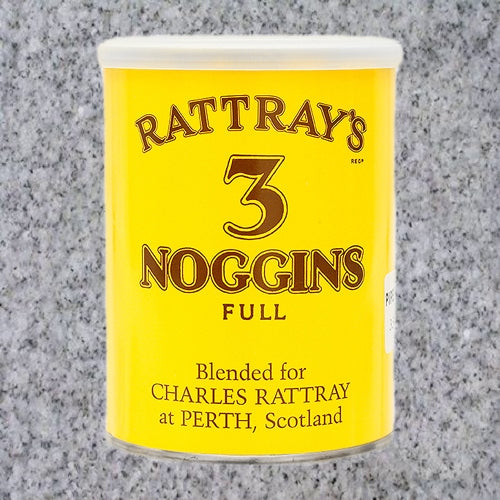 RATTRAY'S
REG®
3
NOGGINS
FULL
Blended for
CHARLES RATTRAY
at PERTH, Scotland